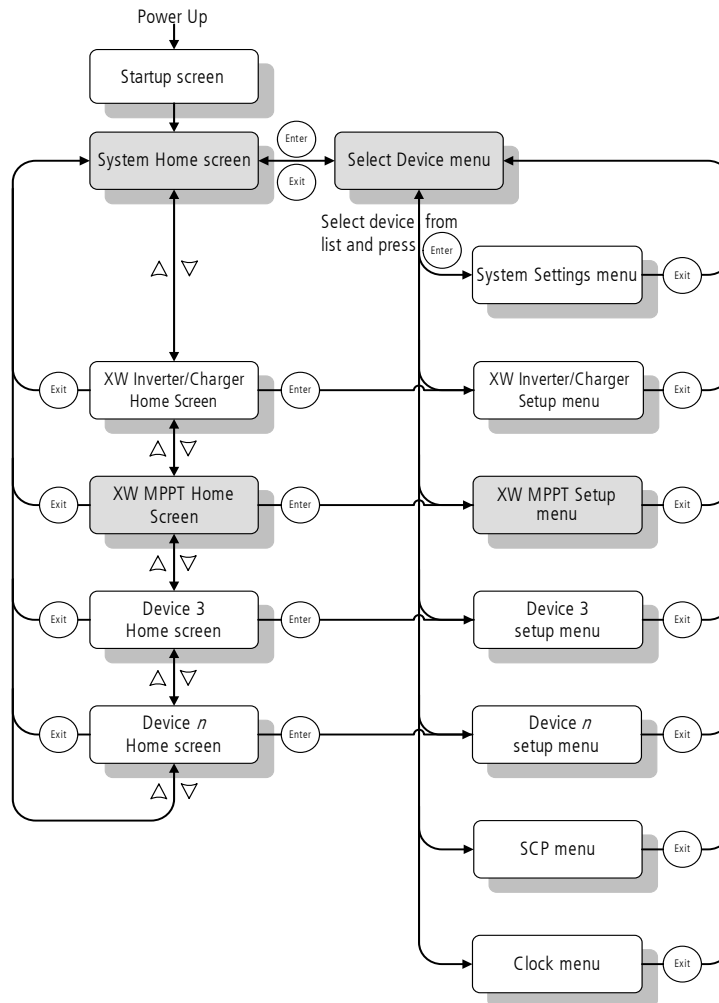 Power Up
Startup screen
System Home screen
Enter
Exit
Select Device menu
Select device from
list and press
Enter
System Settings menu
Exit
Exit
XW Inverter/Charger
Home Screen
Enter
XW Inverter/Charger
Setup menu
Exit
Exit
XW MPPT Home
Screen
Enter
XW MPPT Setup
menu
Exit
Exit
Device 3
Home screen
Enter
Device 3
setup menu
Exit
Exit
Device n
Home screen
Enter
Device n
setup menu
Exit
SCP menu
Exit
Clock menu
Exit